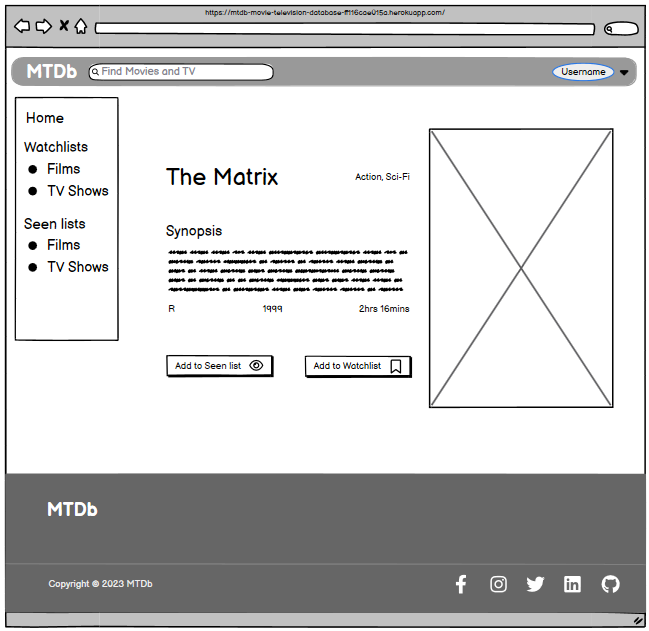 https://mtdb-movie-television-database-ff116cae015a.herokuapp.com/
MTDb
Find Movies and TV
Username
Home
Watchlists
Films
TV Shows
Seen lists
Films
TV Shows
The Matrix
Action, Sci-Fi
Synopsis
R 1999 2hrs 16mins
Add to Seen list
Add to Watchlist
MTDb
Copyright © 2023 MTDb